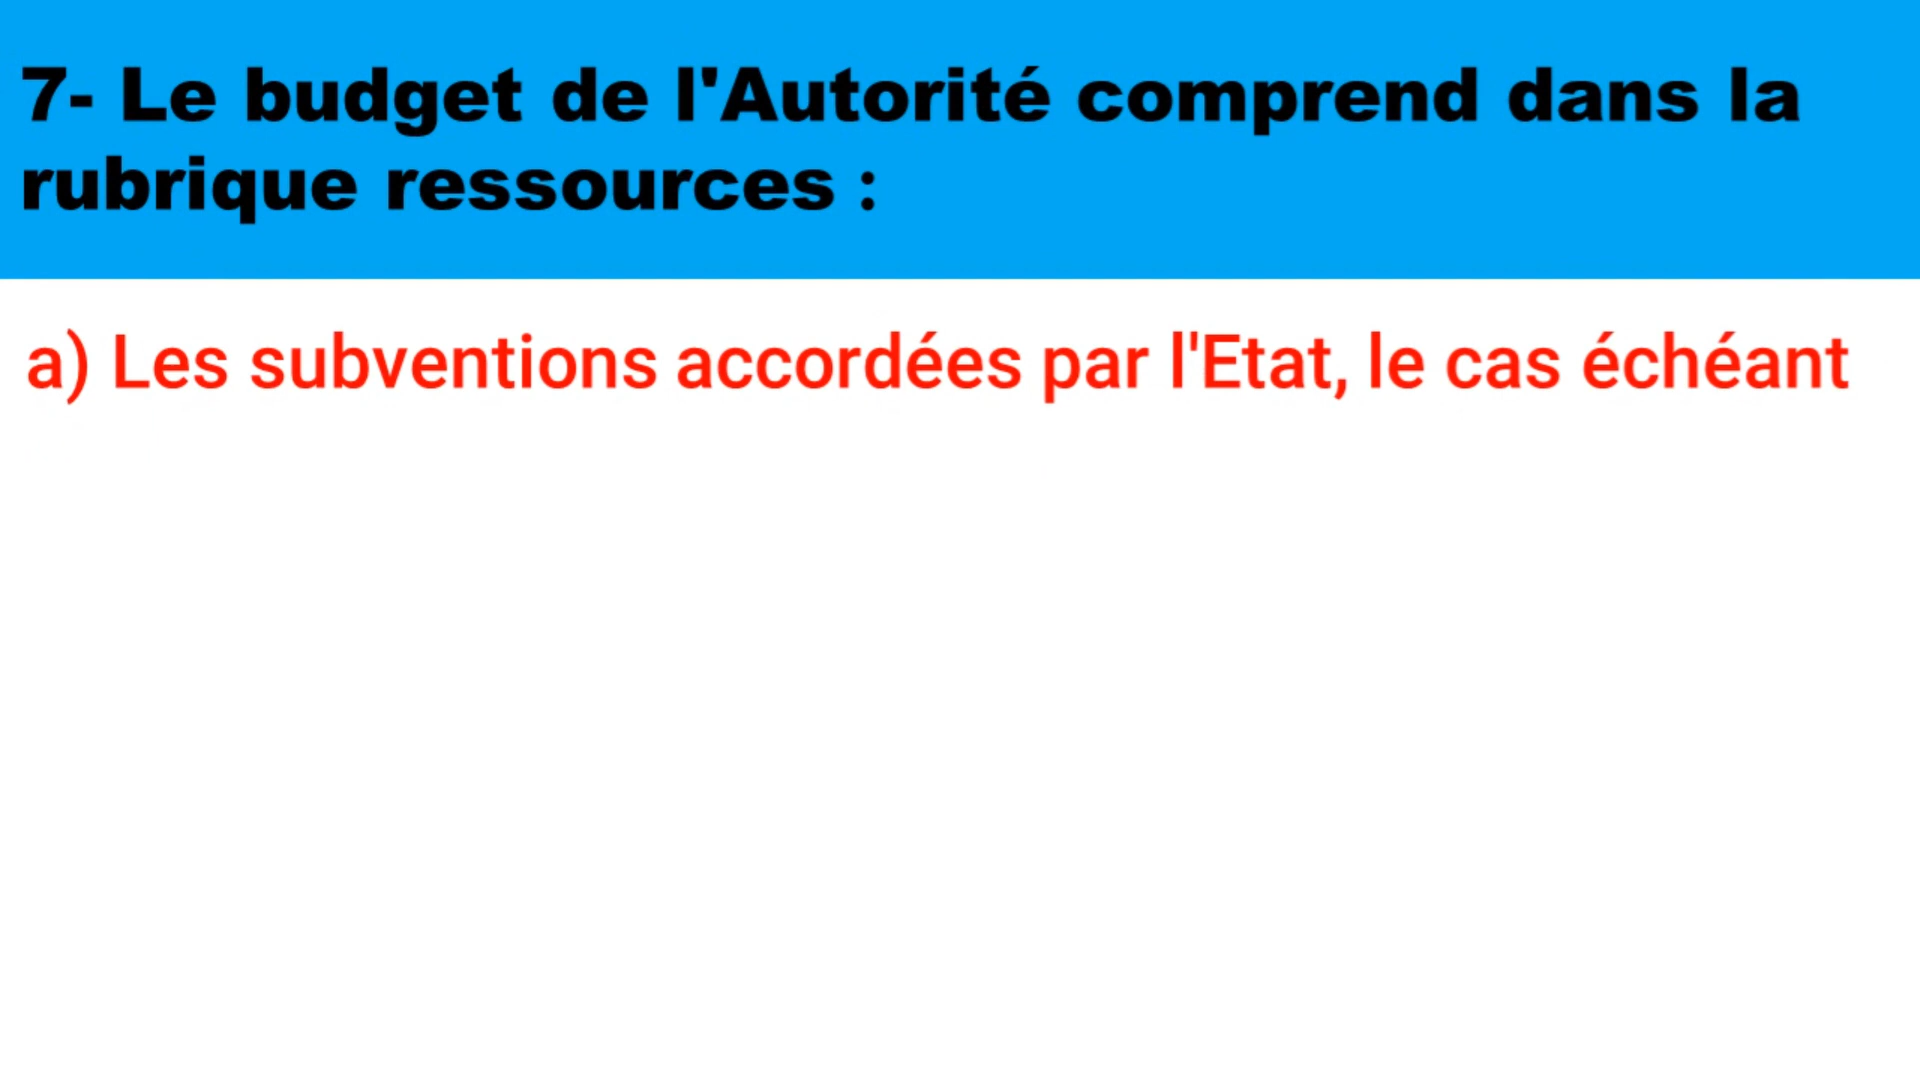 7- Le budget de l'Autorité comprend dans la
rubrique ressources :
a) Les subventions accordées par l'Etat, le cas échéant